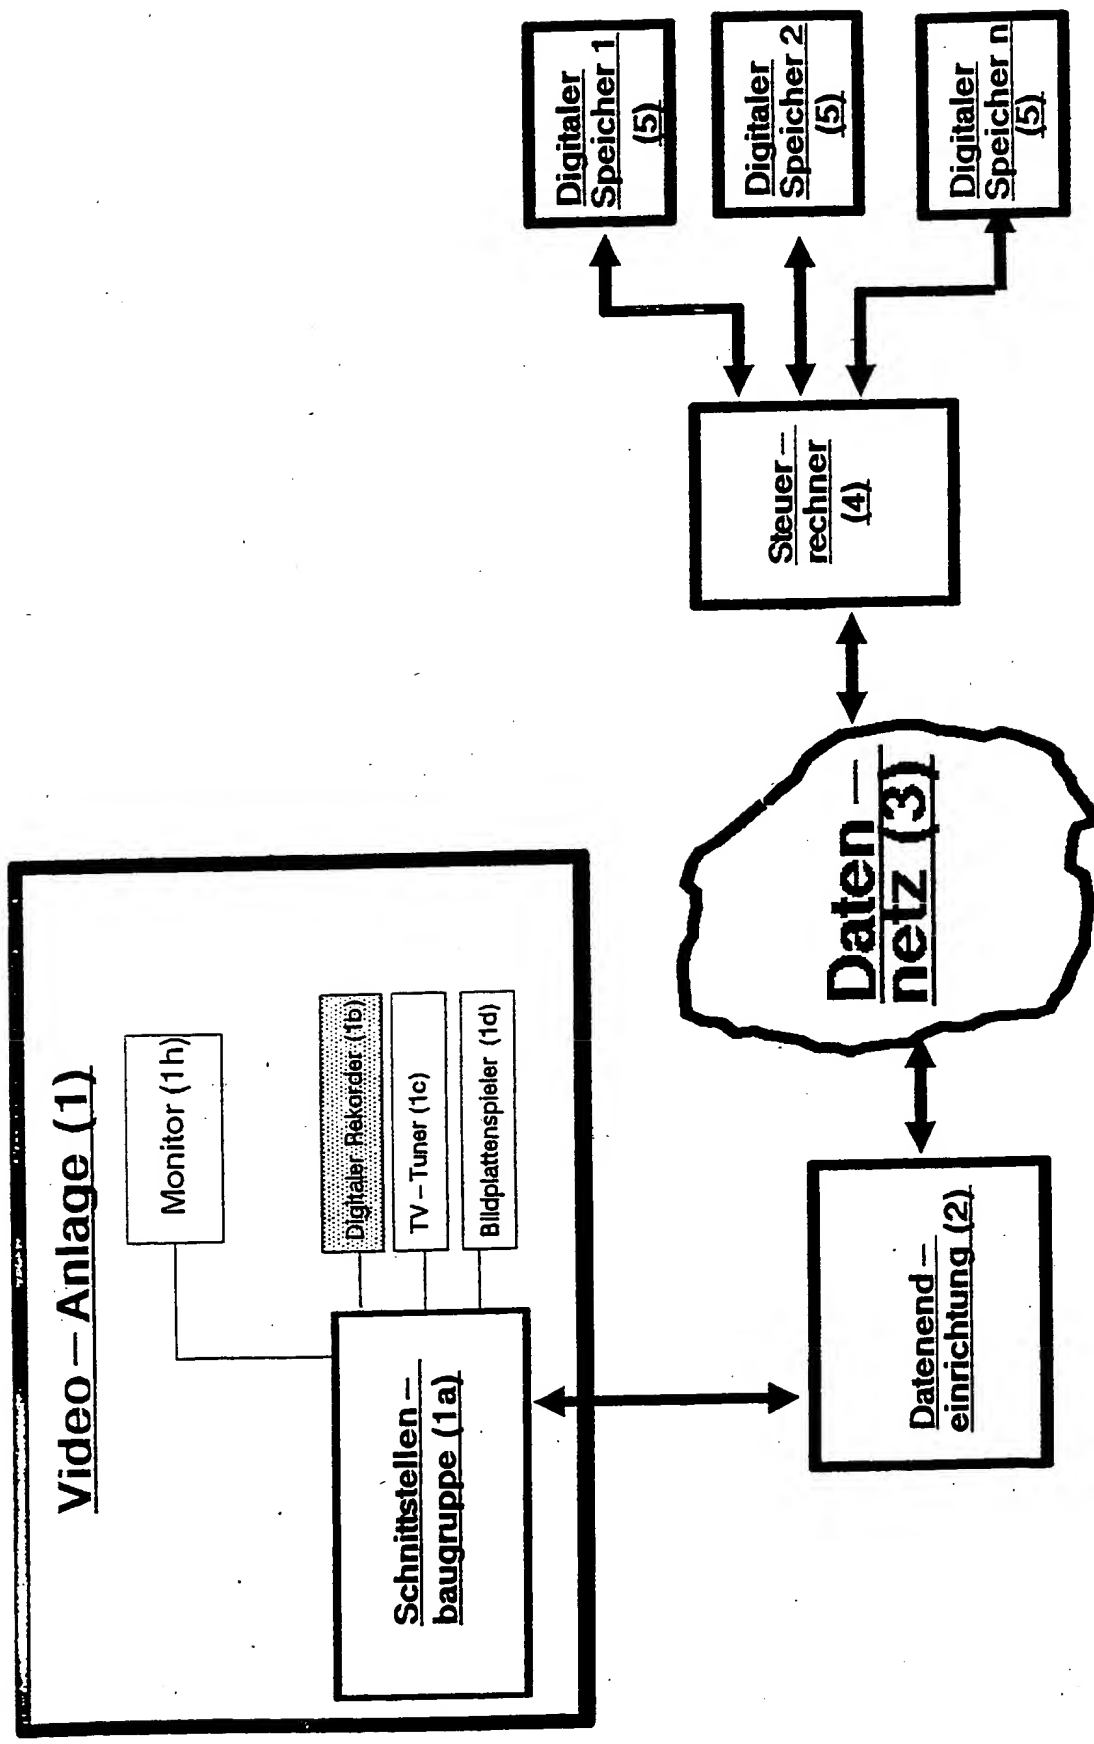 Video–Anlage (1)
Monitor (1h)
Digitaler Rekorder (1b)
TV–Tuner (1c)
Bildplattenspieler (1d)
Schnittstellen–
baugruppe (1a)
Datenend–
einrichtung (2)
Daten–
netz (3)
Steuer–
rechner
(4)
Digitaler
Speicher 1
(5)
Digitaler
Speicher 2
(5)
Digitaler
Speicher n
(5)